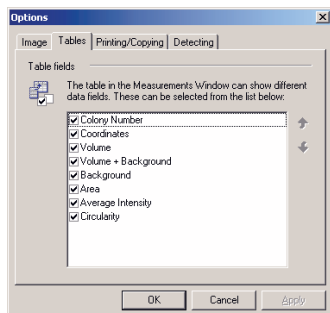 Options
Image
Tables
Printing/Copying
Detecting
Table fields
The table in the Measurements Window can show different
data fields. These can be selected from the list below:
Colony Number
Coordinates
Volume
Volume + Background
Background
Area
Average Intensity
Circularity
OK
Cancel
Apply